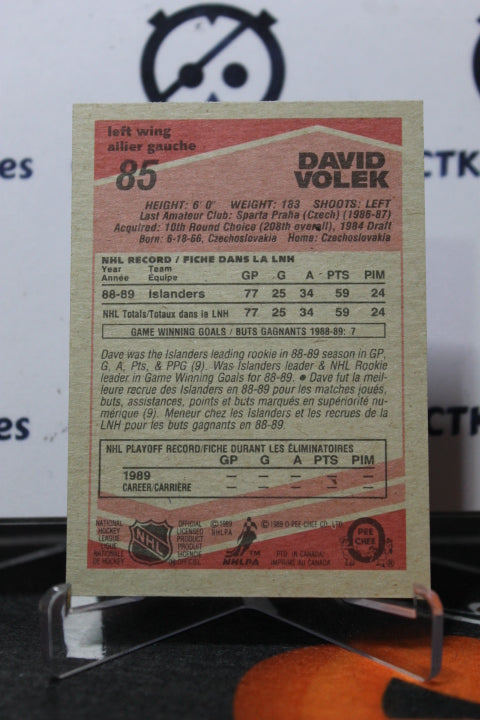 left wing
ailier gauche
85
DAVID
VOLEK
HEIGHT: 6' 0" WEIGHT: 183 SHOOTS: LEFT
Last Amateur Club: Sparta Praha (Czech) (1986-87)
Acquired: 10th Round Choice (208th overall), 1984 Draft
Born: 6-18-66, Czechoslovakia Home: Czechoslovakia
NHL RECORD / FICHE DANS LA LNH
Year Team
Année Équipe GP G A PTS PIM
88-89 Islanders 77 25 34 59 24
NHL Totals/Totaux dans la LNH 77 25 34 59 24
GAME WINNING GOALS / BUTS GAGNANTS 1988-89: 7
Dave was the Islanders leading rookie in 88-89 season in GP,
G, A, Pts, & PPG (9). Was Islanders leader & NHL Rookie
leader in Game Winning Goals for 88-89. • Dave fut la meil-
leure recrue des Islanders en 88-89 pour les matches joués,
buts, assistances, points et buts marqués en supériorité nu-
mérique (9). Meneur chez les Islanders et les recrues de la
LNH pour les buts gagnants en 88-89.
NHL PLAYOFF RECORD/FICHE DURANT LES ÉLIMINATOIRES
GP G A PTS PIM
1989 — — — — —
CAREER/CARRIÈRE — — — — —
NATIONAL
HOCKEY
LEAGUE
LIGUE
NATIONALE
DE HOCKEY
NHL
OFFICIAL
LICENSED
PRODUCT
PRODUIT
LICENCE
OFFICIEL
©1989
NHLPA
TM
NHLPA
© 1989 O-PEE-CHEE CO. LTD.
PTD. IN CANADA
IMPRIMÉ AU CANADA
PEE
CHEE
®
ucks
CTK
CTK
es